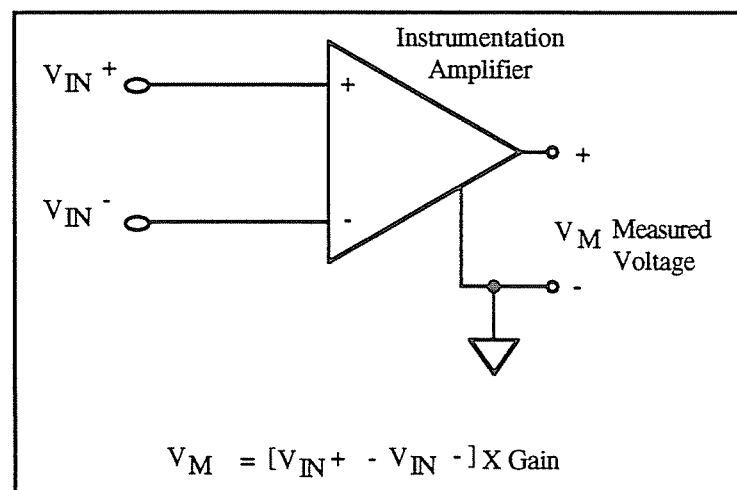 Instrumentation
Amplifier
V IN +
+
V IN -
-
+
V M Measured
Voltage
-
V M = [V IN + - V IN -] X Gain